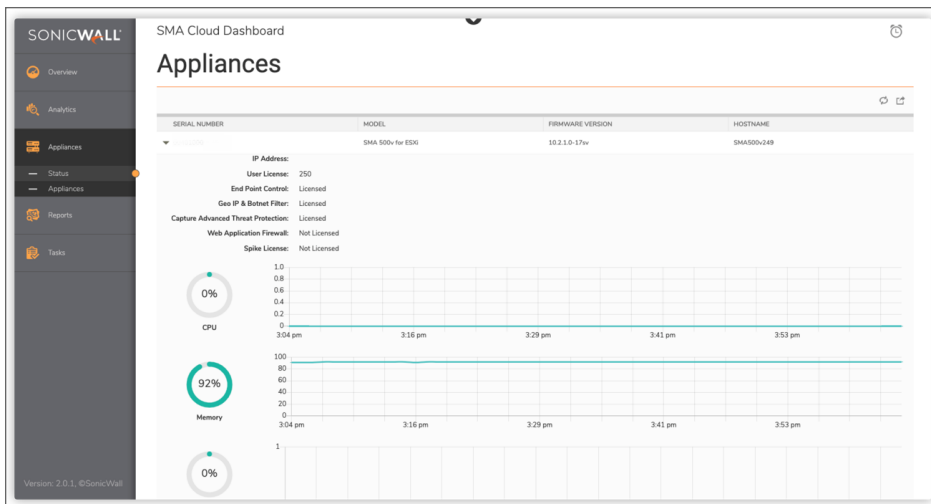 SONICWALL
SMA Cloud Dashboard
Appliances
Overview
Analytics
Appliances
Status
Appliances
Reports
Tasks
Version: 2.0.1, ©SonicWall
SERIAL NUMBER MODEL FIRMWARE VERSION HOSTNAME
SMA 500v for ESXi 10.2.1.0-17sv SMA500v249
IP Address:
User License: 250
End Point Control: Licensed
Geo IP & Botnet Filter: Licensed
Capture Advanced Threat Protection: Licensed
Web Application Firewall: Not Licensed
Spike License: Not Licensed
0%
CPU
1.0
0.8
0.6
0.4
0.2
0
3:04 pm 3:16 pm 3:29 pm 3:41 pm 3:53 pm
92%
Memory
100
80
60
40
20
0
3:04 pm 3:16 pm 3:29 pm 3:41 pm 3:53 pm
0%
1